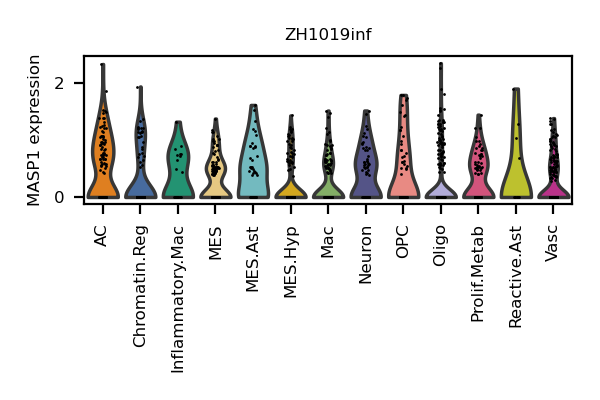 ZH1019inf
MASP1 expression
2
0
AC
Chromatin.Reg
Inflammatory.Mac
MES
MES.Ast
MES.Hyp
Mac
Neuron
OPC
Oligo
Prolif.Metab
Reactive.Ast
Vasc